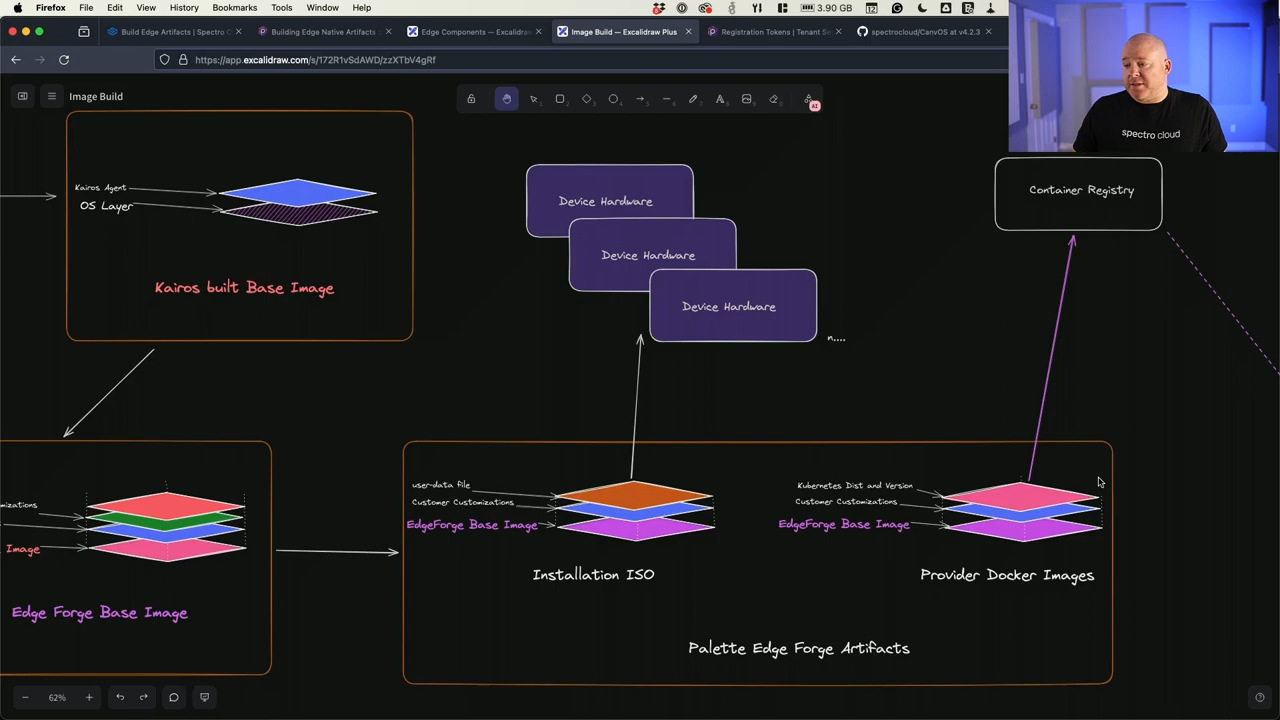 Firefox File Edit View History Bookmarks Tools Window Help 3.90 GB
Build Edge Artifacts | Spectro C
Building Edge Native Artifacts
Edge Components — Excalidraw
Image Build — Excalidraw Plus
Registration Tokens | Tenant Se
spectrocloud/CanvOS at v4.2.3
https://app.excalidraw.com/s/172R1vSdAWD/zzXTbV4gRf
Image Build
AI
spectro cloud
Kairos Agent
OS Layer
Kairos built Base Image
Device Hardware
Device Hardware
Device Hardware
n....
Container Registry
Image
Edge Forge Base Image
user-data file
Customer Customizations
EdgeForge Base Image
Installation ISO
Kubernetes Dist and Version
Customer Customizations
EdgeForge Base Image
Provider Docker Images
Palette Edge Forge Artifacts
62%